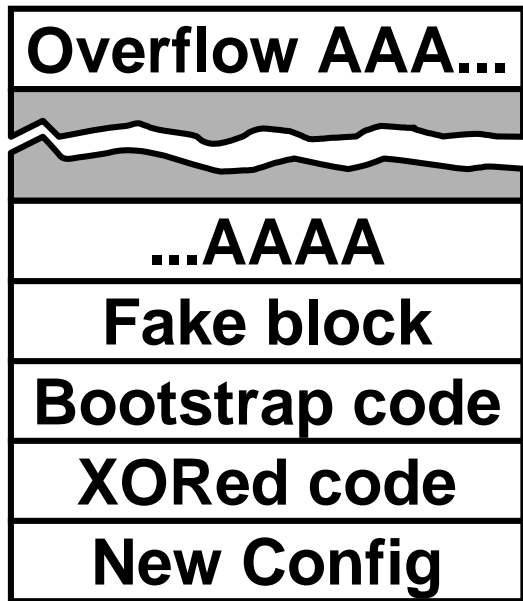 Overflow AAA...
...AAAA
Fake block
Bootstrap code
XORed code
New Config